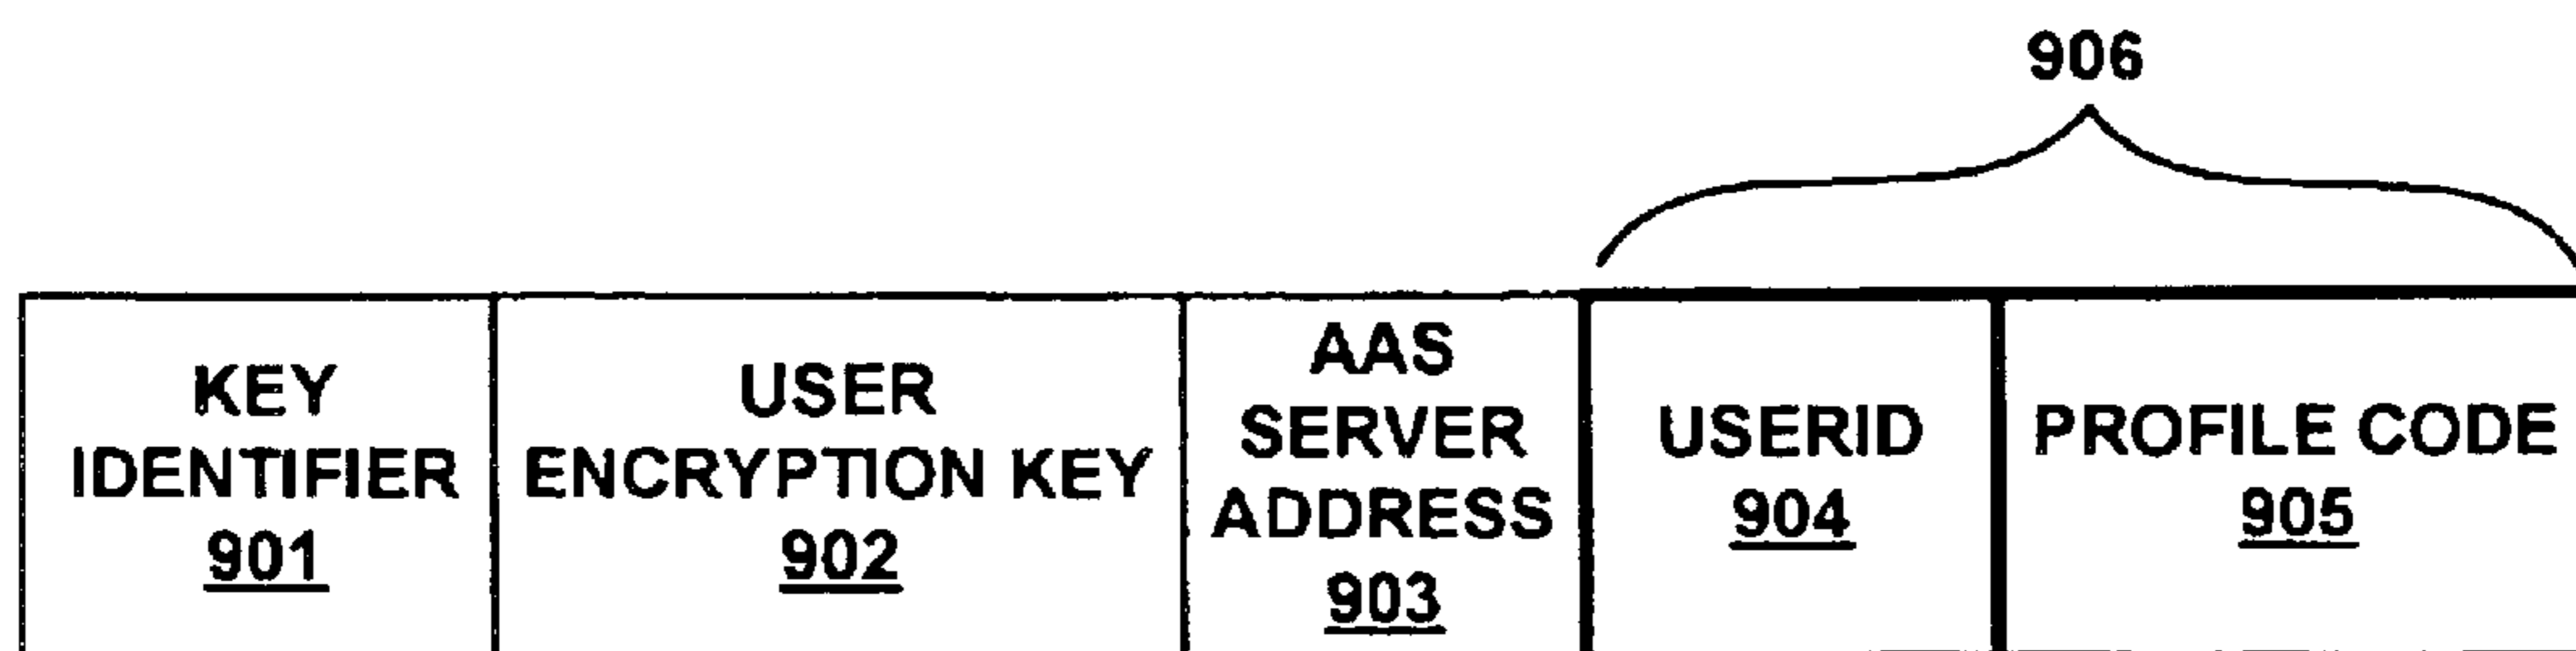 906
KEY
IDENTIFIER
901
USER
ENCRYPTION KEY
902
AAS
SERVER
ADDRESS
903
USERID
904
PROFILE CODE
905